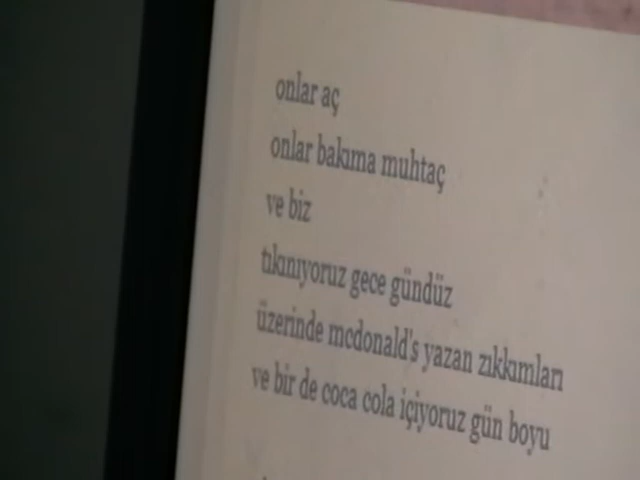 onlar aç
onlar bakıma muhtaç
ve biz
tıkınıyoruz gece gündüz
üzerinde mcdonald's yazan zıkkımları
ve bir de coca cola içiyoruz gün boyu